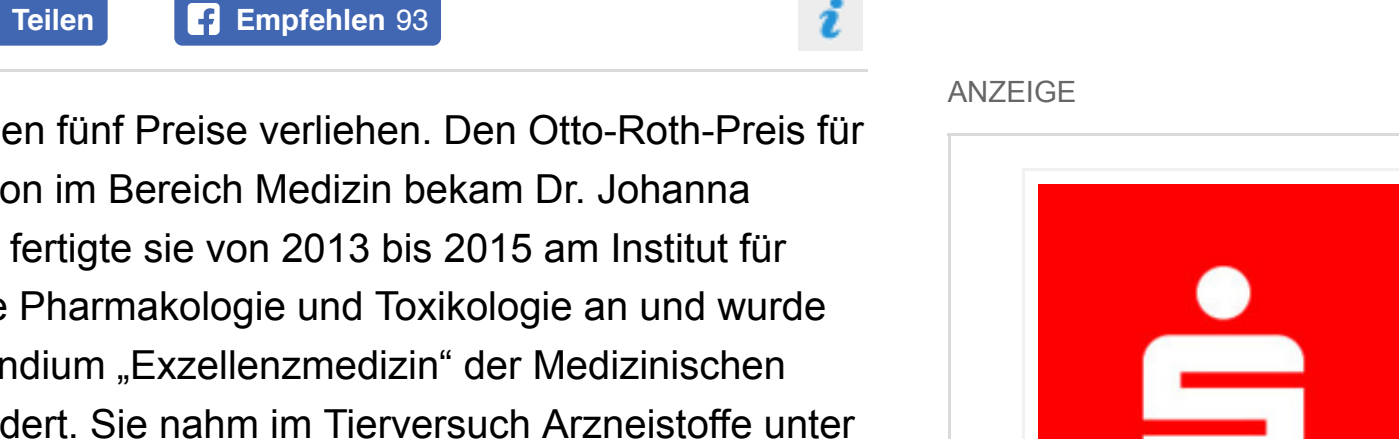 Teilen
Empfehlen 93
i
ANZEIGE
en fünf Preise verliehen. Den Otto-Roth-Preis für
on im Bereich Medizin bekam Dr. Johanna
fertigte sie von 2013 bis 2015 am Institut für
e Pharmakologie und Toxikologie an und wurde
ndium „Exzellenzmedizin“ der Medizinischen
dert. Sie nahm im Tierversuch Arzneistoffe unter